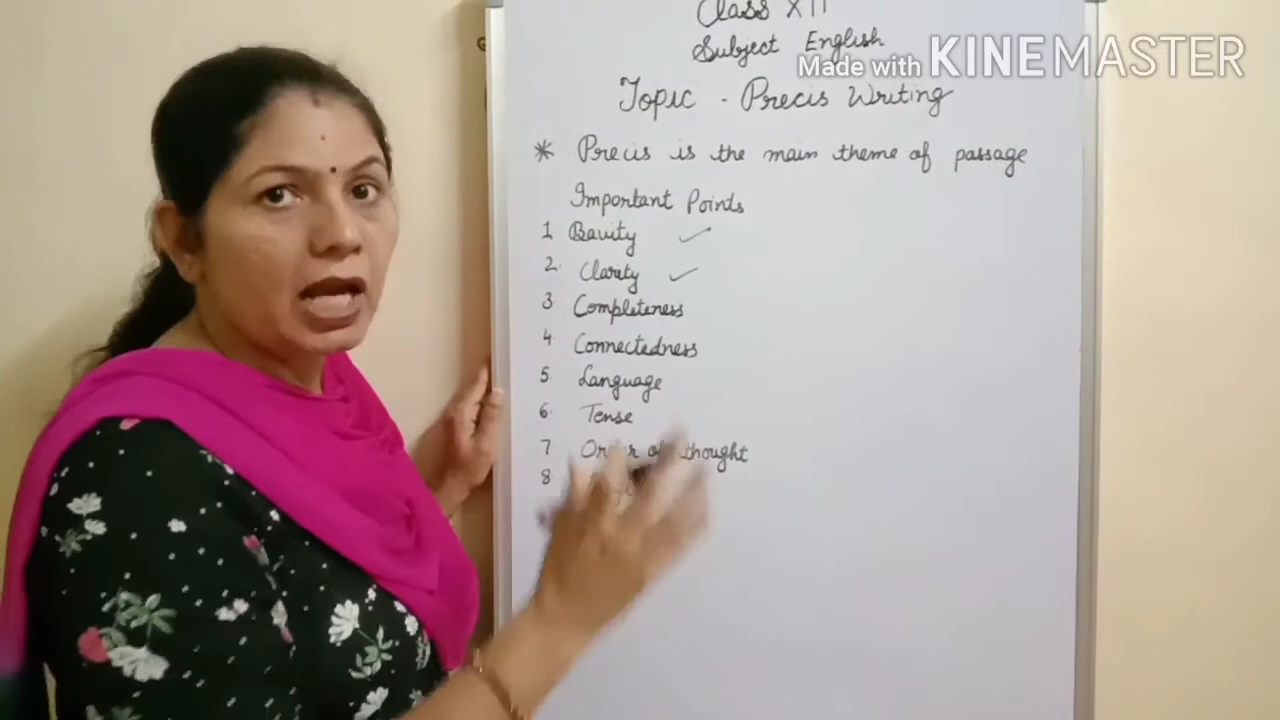 Class XII
Subject English
Made with KINEMASTER
Topic - Precis Writing
* Precis is the main theme of passage
Important Points
1 Bavity ✓
2. Clarity ✓
3 Completeness
4. Connectedness
5. Language
6. Tense
7 Order of thought
8